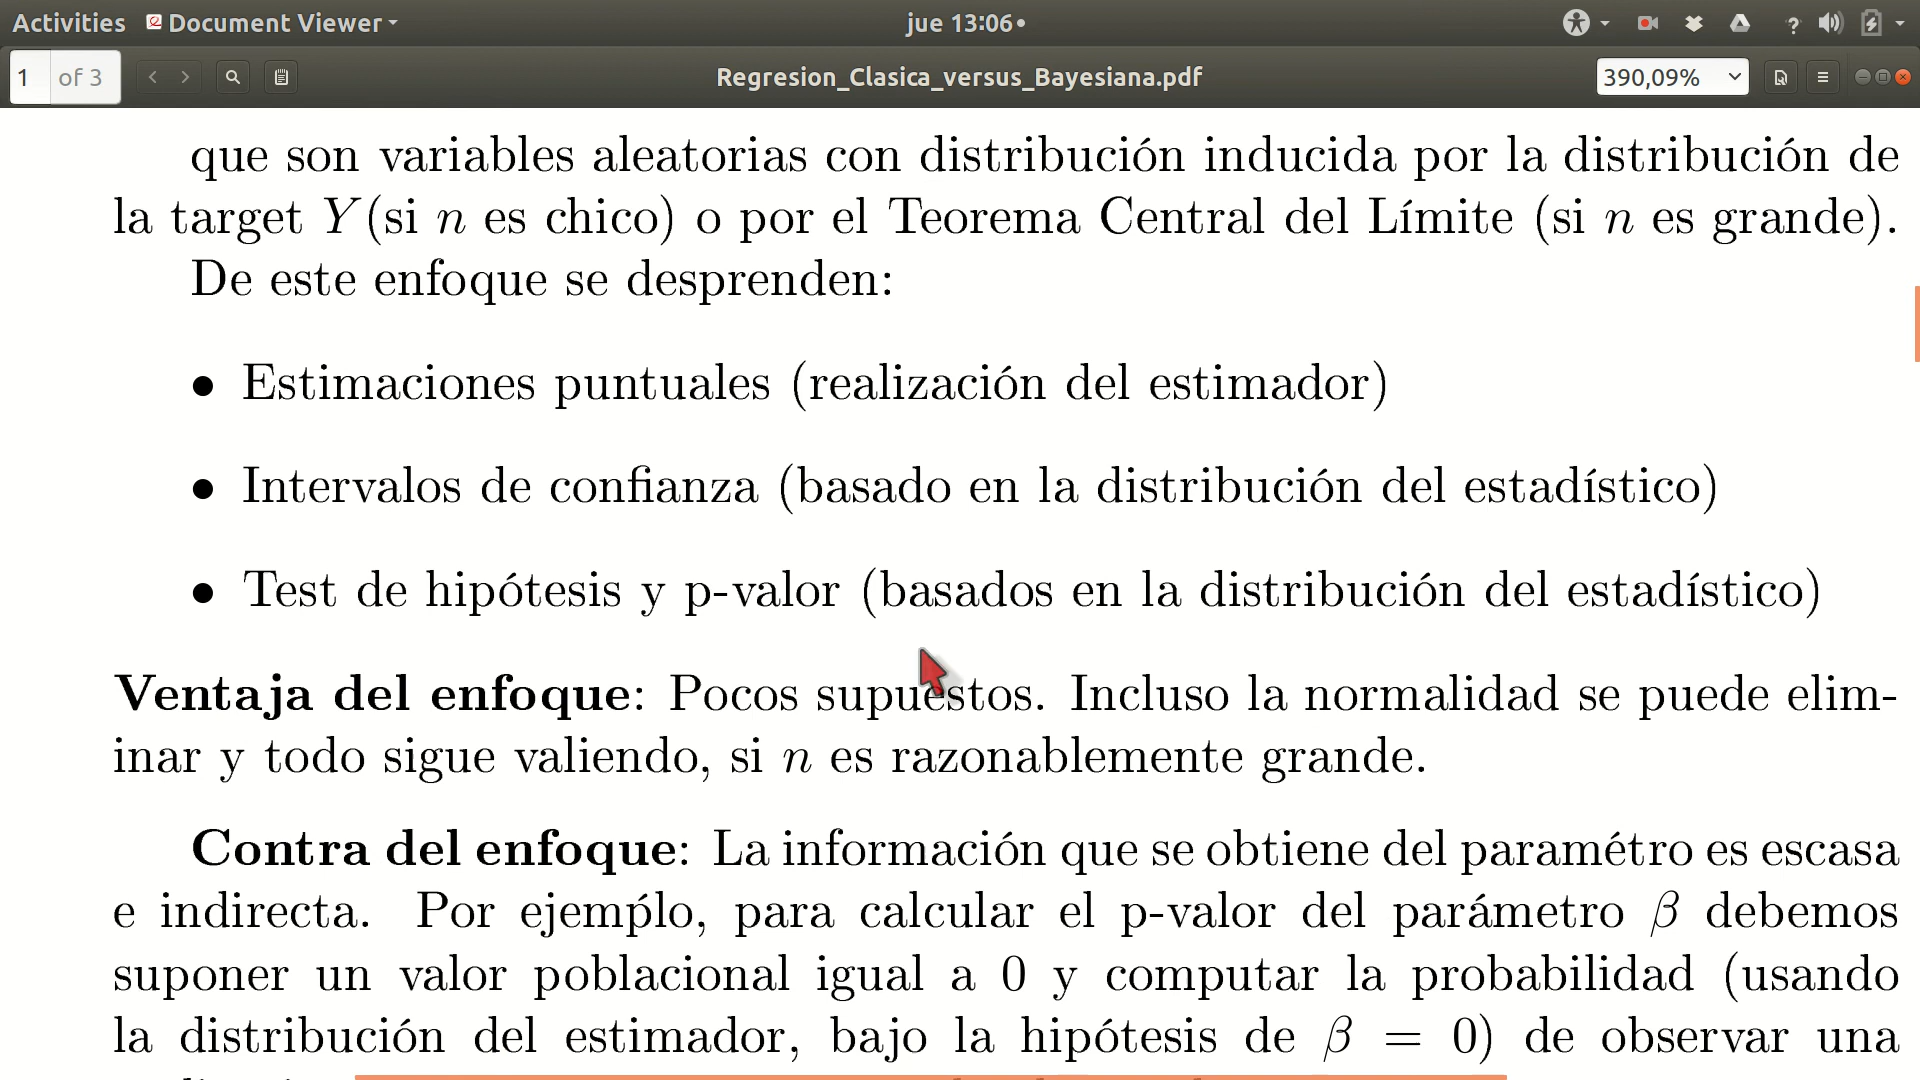 Activities Document Viewer jue 13:06
1 of 3 Regresion_Clasica_versus_Bayesiana.pdf 390,09%
que son variables aleatorias con distribución inducida por la distribución de
la target Y(si n es chico) o por el Teorema Central del Límite (si n es grande).
De este enfoque se desprenden:
• Estimaciones puntuales (realización del estimador)
• Intervalos de confianza (basado en la distribución del estadístico)
• Test de hipótesis y p-valor (basados en la distribución del estadístico)
Ventaja del enfoque: Pocos supuestos. Incluso la normalidad se puede elim-
inar y todo sigue valiendo, si n es razonablemente grande.
Contra del enfoque: La información que se obtiene del paramétro es escasa
e indirecta. Por ejemṕlo, para calcular el p-valor del parámetro β debemos
suponer un valor poblacional igual a 0 y computar la probabilidad (usando
la distribución del estimador, bajo la hipótesis de β = 0) de observar una